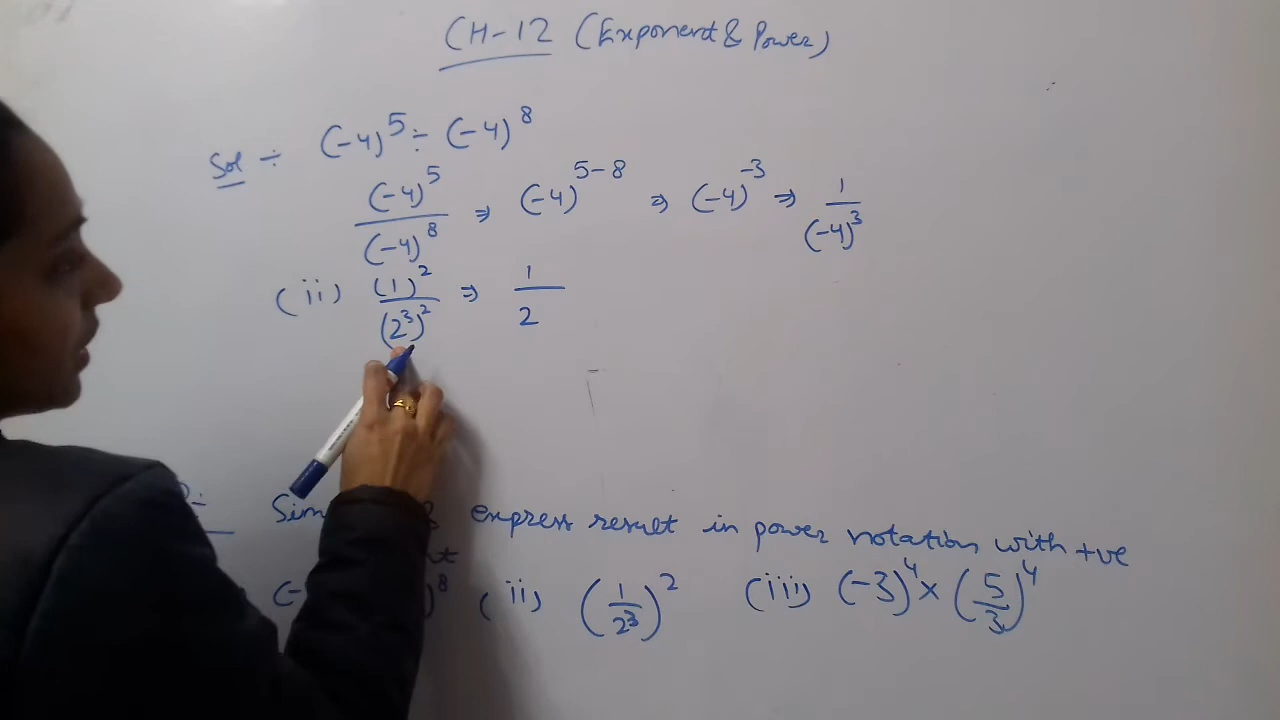 CH-12 (Exponent & Power)
Sol ÷ (-4)^5 ÷ (-4)^8
(-4)^5/(-4)^8 ⇒ (-4)^5-8 ⇒ (-4)^-3 ⇒ 1/(-4)^3
(ii) (1)^2/(2^3)^2 ⇒ 1/2
express result in power notation with +ve
(ii) (1/2^3)^2 (iii) (-3)^4 × (5/3)^4